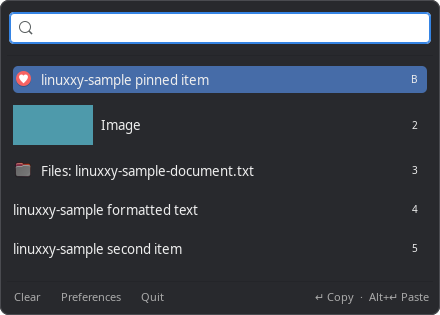 linuxxy-sample pinned item B
Image 2
Files: linuxxy-sample-document.txt 3
linuxxy-sample formatted text 4
linuxxy-sample second item 5
Clear Preferences Quit ↵ Copy · Alt+↵ Paste